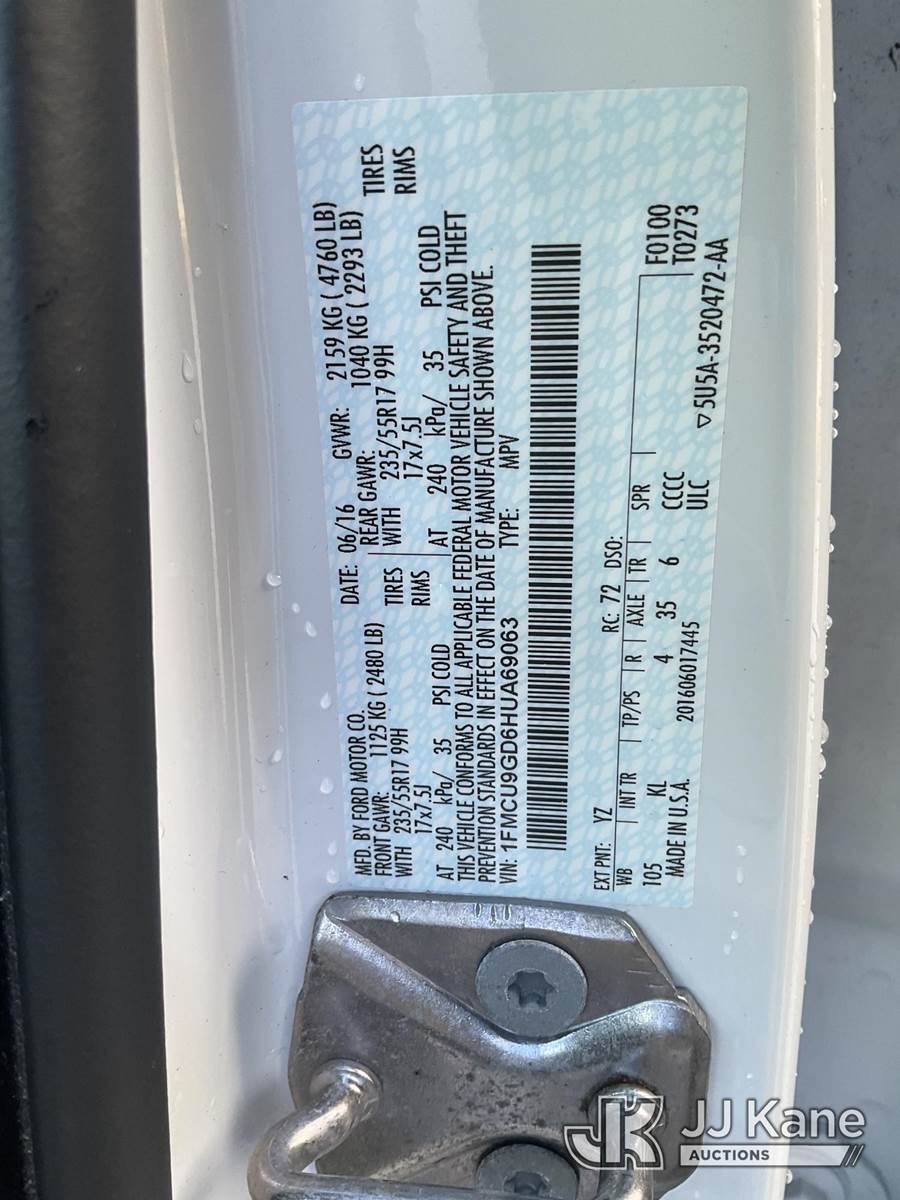 MFD. BY FORD MOTOR CO.
DATE: 06/16 GVWR: 2159 KG ( 4760 LB)
FRONT GAWR: 1125 KG ( 2480 LB)
REAR GAWR: 1040 KG ( 2293 LB)
WITH 235/55R17 99H TIRES
WITH 235/55R17 99H TIRES
17x7.5J RIMS
17x7.5J RIMS
AT 240 kPa/ 35 PSI COLD
AT 240 kPa/ 35 PSI COLD
THIS VEHICLE CONFORMS TO ALL APPLICABLE FEDERAL MOTOR VEHICLE SAFETY AND THEFT
PREVENTION STANDARDS IN EFFECT ON THE DATE OF MANUFACTURE SHOWN ABOVE.
VIN: 1FMCU9GD6HUA69063 TYPE: MPV
EXT PNT: YZ RC: 72 DSO: F0100
WB | INT TR | TP/PS | R | AXLE | TR | SPR | T0273
105 KL 4 35 6 CCCC
MADE IN U.S.A. 20160601 7445 ULC ▽5U5A-3520472-AA
JJK
JJ Kane
AUCTIONS